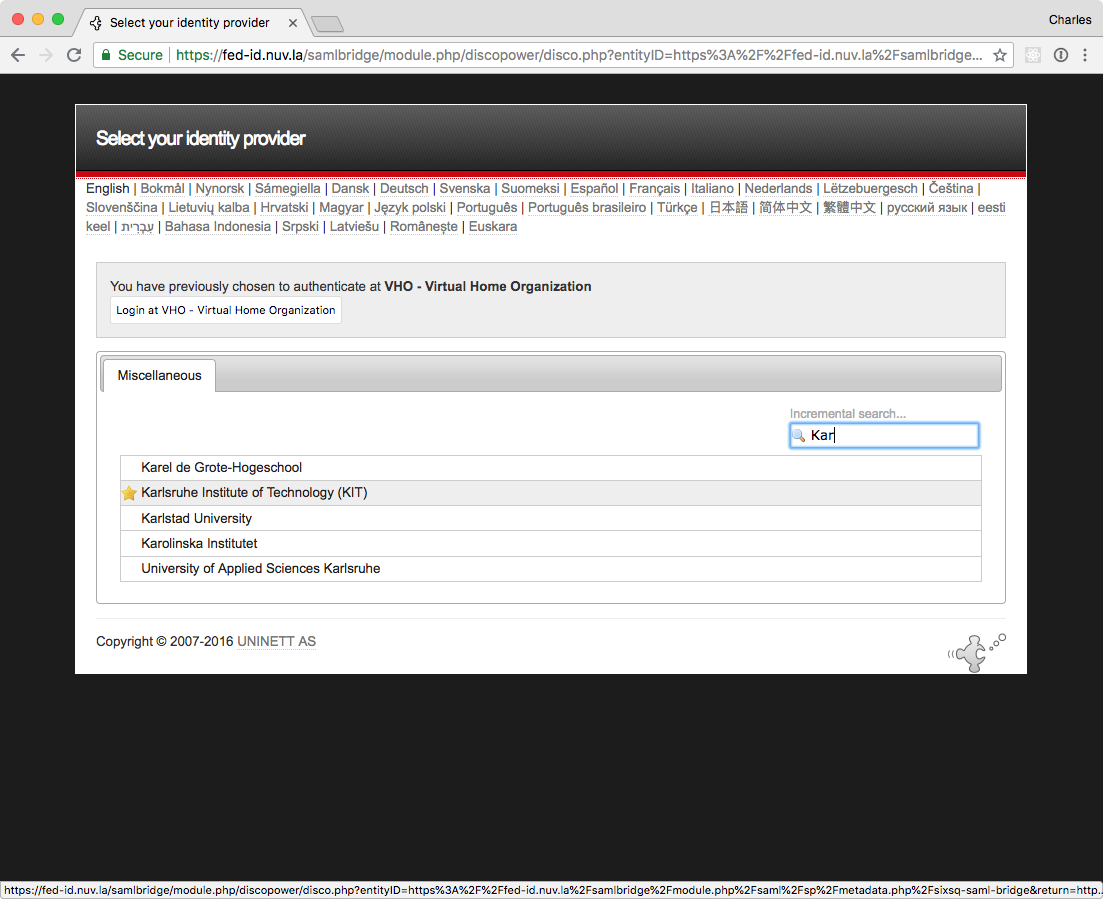 Select your identity provider
Charles
Secure https://fed-id.nuv.la/samlbridge/module.php/discopower/disco.php?entityID=https%3A%2F%2Ffed-id.nuv.la%2Fsamlbridge...
Select your identity provider
English | Bokmål | Nynorsk | Sámegiella | Dansk | Deutsch | Svenska | Suomeksi | Español | Français | Italiano | Nederlands | Lëtzebuergesch | Čeština |
Slovenščina | Lietuvių kalba | Hrvatski | Magyar | Język polski | Português | Português brasileiro | Türkçe | 日本語 | 简体中文 | 繁體中文 | русский язык | eesti
keel | עִבְרִית | Bahasa Indonesia | Srpski | Latviešu | Românește | Euskara
You have previously chosen to authenticate at VHO - Virtual Home Organization
Login at VHO - Virtual Home Organization
Miscellaneous
Incremental search...
Kar
Karel de Grote-Hogeschool
Karlsruhe Institute of Technology (KIT)
Karlstad University
Karolinska Institutet
University of Applied Sciences Karlsruhe
Copyright © 2007-2016 UNINETT AS
https://fed-id.nuv.la/samlbridge/module.php/discopower/disco.php?entityID=https%3A%2F%2Ffed-id.nuv.la%2Fsamlbridge%2Fmodule.php%2Fsaml%2Fsp%2Fmetadata.php%2Fsixsq-saml-bridge&return=http...